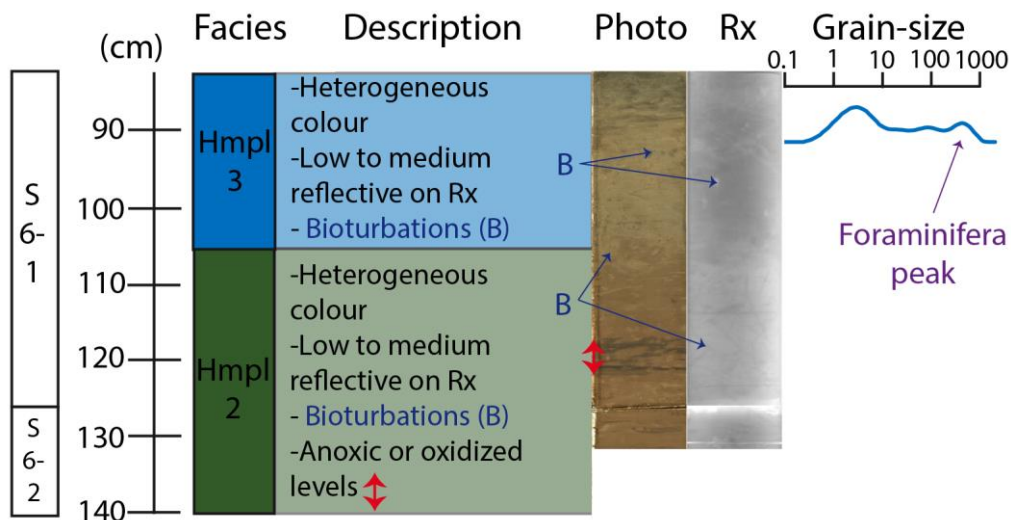 (cm)
Facies
Description
Photo
Rx
Grain-size
0.1 1 10 100 1000
S
6-
1
S
6-
2
90
100
110
120
130
140
Hmpl
3
-Heterogeneous
colour
-Low to medium
reflective on Rx
- Bioturbations (B)
Hmpl
2
-Heterogeneous
colour
-Low to medium
reflective on Rx
- Bioturbations (B)
-Anoxic or oxidized
levels
B
B
Foraminifera
peak